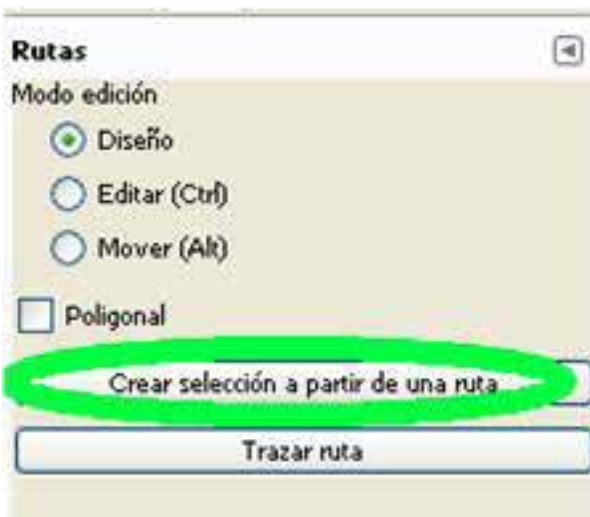 Rutas
Modo edición
Diseño
Editar (Ctrl)
Mover (Alt)
Poligonal
Crear selección a partir de una ruta
Trazar ruta